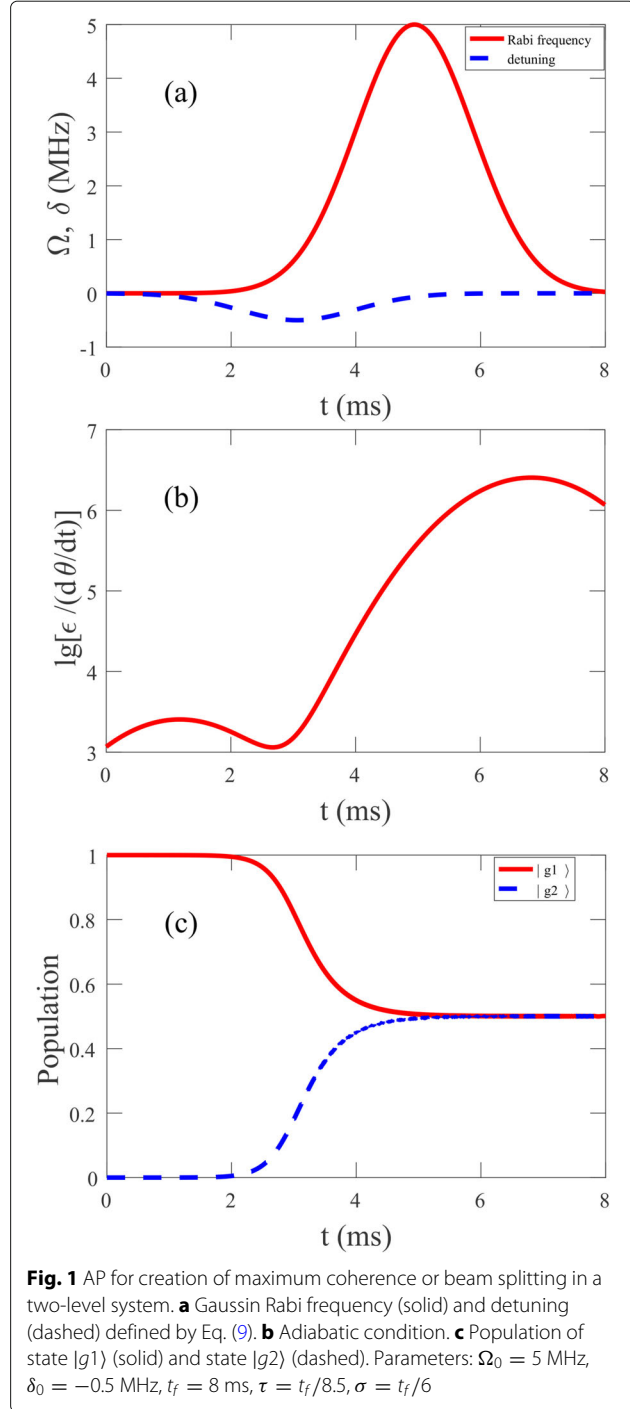 5
4
3
2
1
0
-1
Ω, δ (MHz)
(a)
Rabi frequency
detuning
0 2 4 6 8
t (ms)
7
6
5
4
3
lg[ϵ /(dθ/dt)]
(b)
0 2 4 6 8
t (ms)
1
0.8
0.6
0.4
0.2
0
Population
(c)
| g1 ⟩
| g2 ⟩
0 2 4 6 8
t (ms)
Fig. 1 AP for creation of maximum coherence or beam splitting in a
two-level system. a Gaussin Rabi frequency (solid) and detuning
(dashed) defined by Eq. (9). b Adiabatic condition. c Population of
state |g1⟩ (solid) and state |g2⟩ (dashed). Parameters: Ω₀ = 5 MHz,
δ₀ = −0.5 MHz, t_f = 8 ms, τ = t_f/8.5, σ = t_f/6